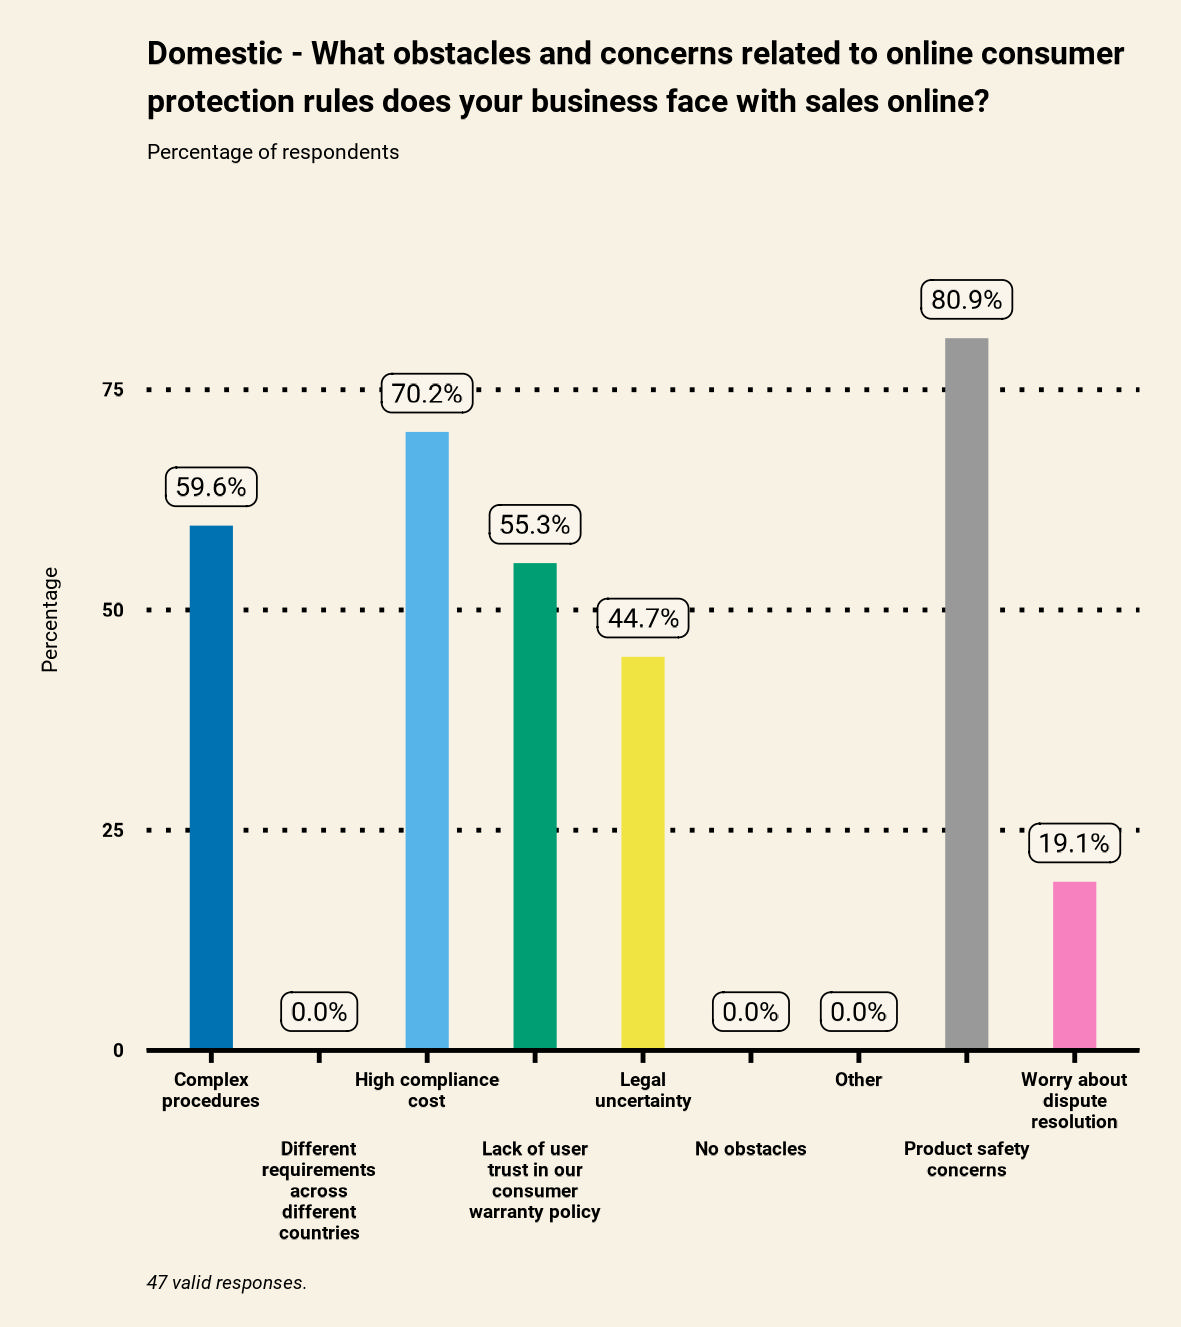 Domestic - What obstacles and concerns related to online consumer
protection rules does your business face with sales online?
Percentage of respondents
80.9%
75
70.2%
59.6%
55.3%
Percentage
50
44.7%
25
19.1%
0.0%
0.0%
0.0%
0
Complex
procedures
Different
requirements
across
different
countries
High compliance
cost
Lack of user
trust in our
consumer
warranty policy
Legal
uncertainty
No obstacles
Other
Product safety
concerns
Worry about
dispute
resolution
47 valid responses.